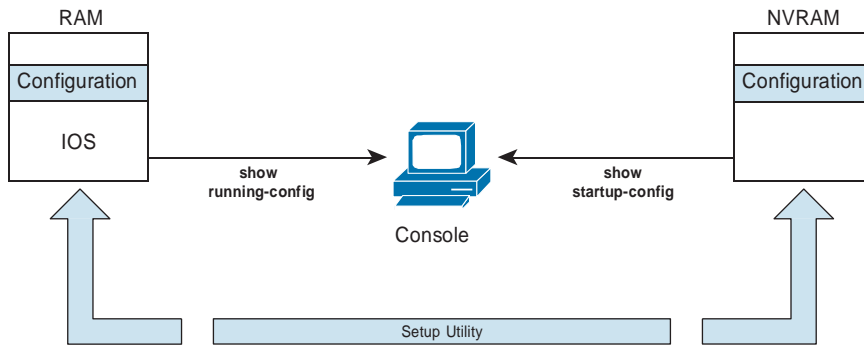 RAM
NVRAM
Configuration
Configuration
IOS
show
running-config
show
startup-config
Console
Setup Utility